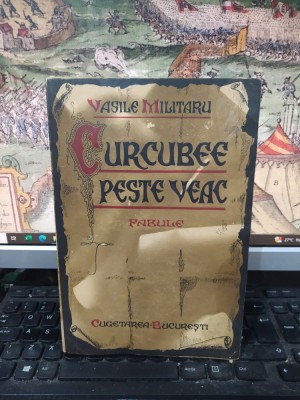 VASILE MILITARU
CURCUBEE
PESTE VEAC
FABULE
CUGETAREA-BUCUREȘTI